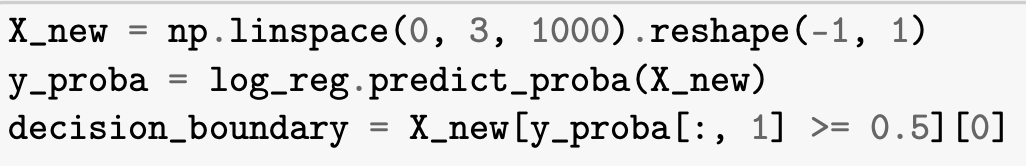 X_new = np.linspace(0, 3, 1000).reshape(-1, 1)
y_proba = log_reg.predict_proba(X_new)
decision_boundary = X_new[y_proba[:, 1] >= 0.5][0]